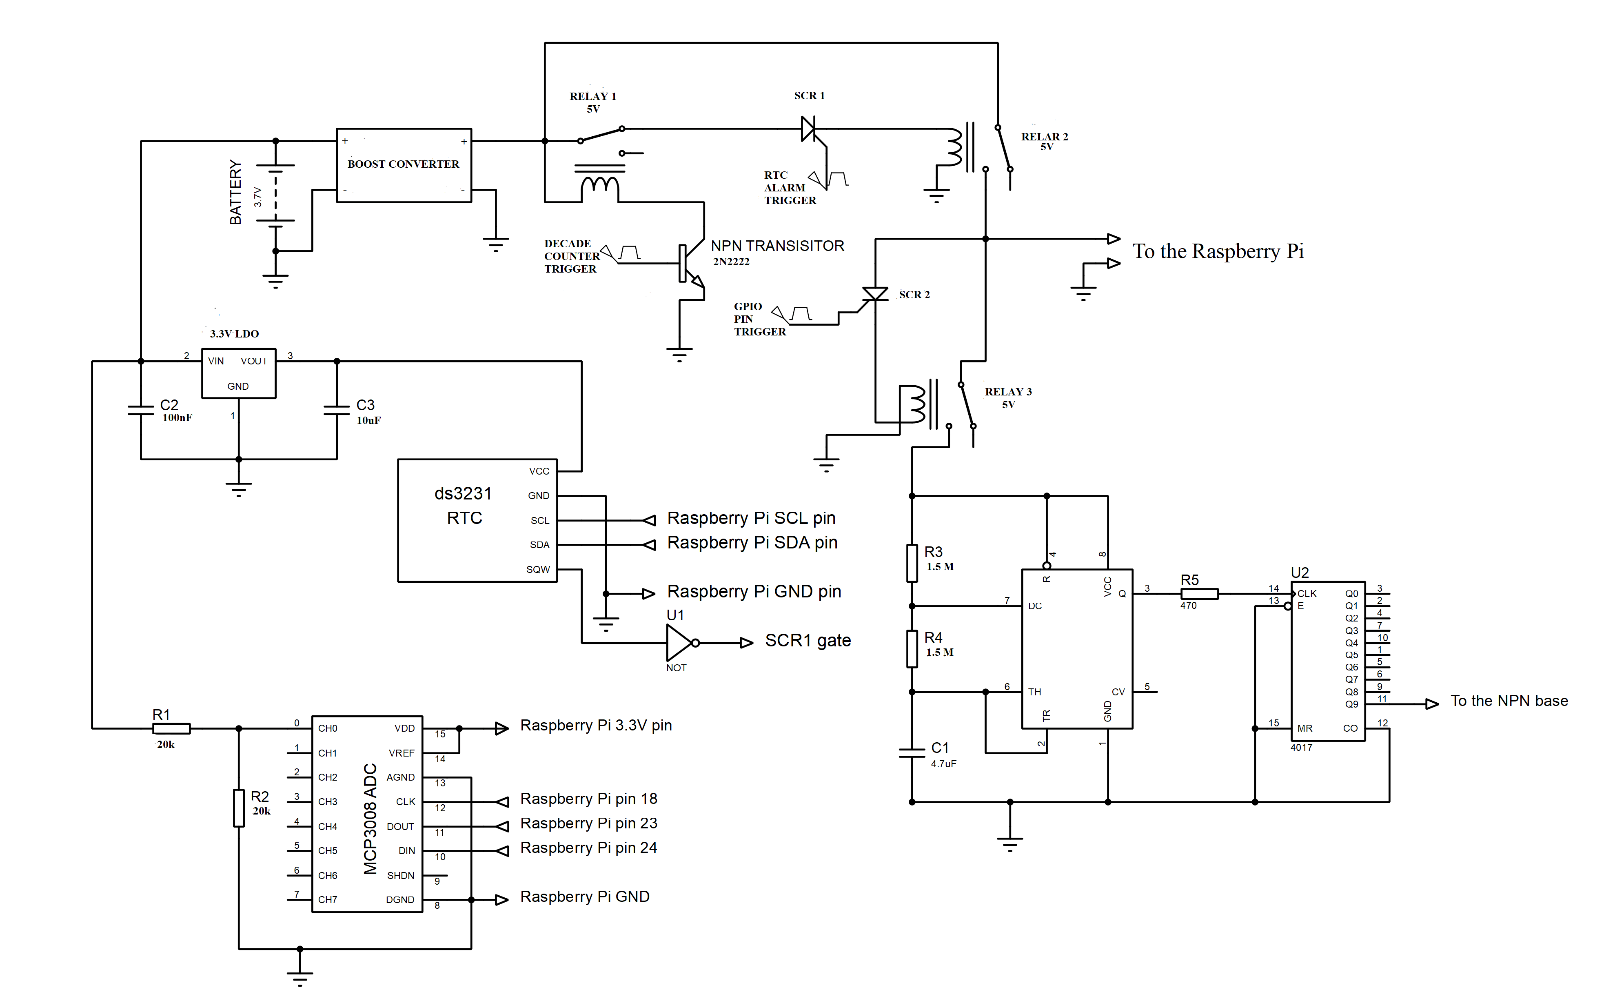 RELAY 1
5V
SCR 1
RELAR 2
5V
+
+
BOOST CONVERTER
-
-
BATTERY
3.7V
RTC
ALARM
TRIGGER
DECADE
COUNTER
TRIGGER
NPN TRANSISITOR
2N2222
To the Raspberry Pi
SCR 2
GPIO
PIN
TRIGGER
3.3V LDO
2
VIN
VOUT
3
GND
1
C2
100nF
C3
10uF
RELAY 3
5V
ds3231
RTC
VCC
GND
SCL
SDA
SQW
Raspberry Pi SCL pin
Raspberry Pi SDA pin
Raspberry Pi GND pin
U1
NOT
SCR1 gate
R3
1.5 M
R4
1.5 M
C1
4.7uF
4
8
R
VCC
7
DC
Q
3
6
TH
CV
5
TR
GND
2
1
R5
470
U2
14
CLK
13
E
15
MR
4017
Q0
3
Q1
2
Q2
4
Q3
7
Q4
10
Q5
1
Q6
5
Q7
6
Q8
9
Q9
11
CO
12
To the NPN base
R1
20k
R2
20k
MCP3008 ADC
0
CH0
1
CH1
2
CH2
3
CH3
4
CH4
5
CH5
6
CH6
7
CH7
VDD
15
VREF
14
AGND
13
CLK
12
DOUT
11
DIN
10
SHDN
9
DGND
8
Raspberry Pi 3.3V pin
Raspberry Pi pin 18
Raspberry Pi pin 23
Raspberry Pi pin 24
Raspberry Pi GND